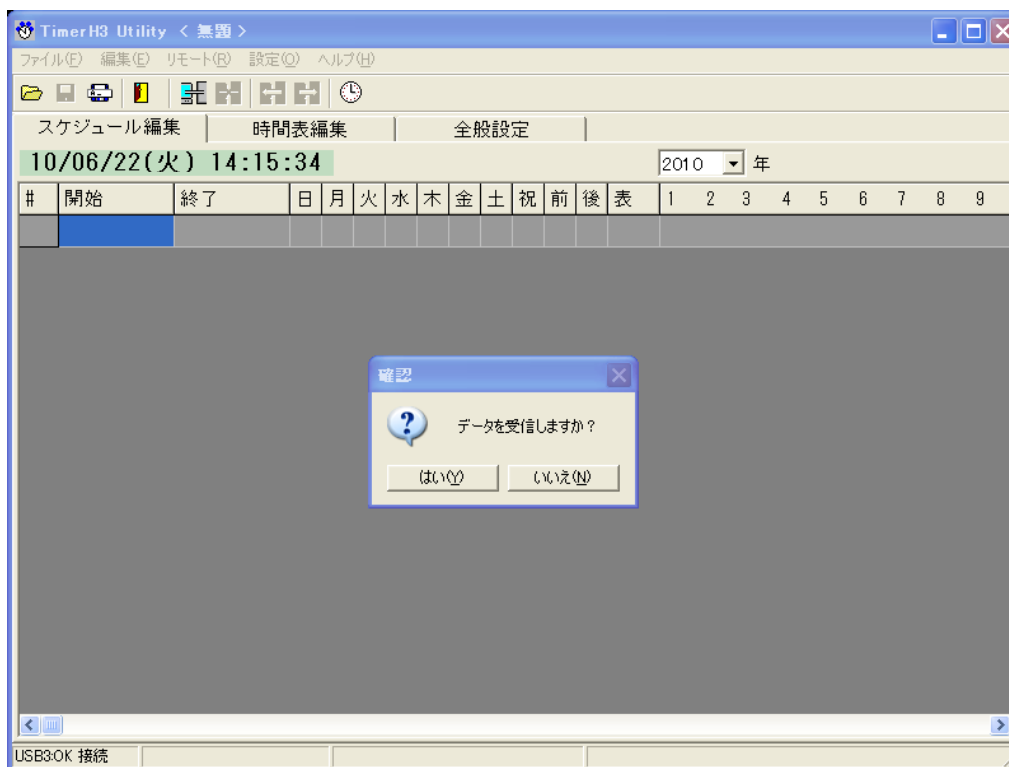 TimerH3 Utility < 無題 >
ファイル(F) 編集(E) リモート(R) 設定(O) ヘルプ(H)
スケジュール編集 時間表編集 全般設定
10/06/22(火) 14:15:34 2010 年
# 開始 終了 日 月 火 水 木 金 土 祝 前 後 表 1 2 3 4 5 6 7 8 9
確認
データを受信しますか?
はい(Y) いいえ(N)
USB3:OK 接続